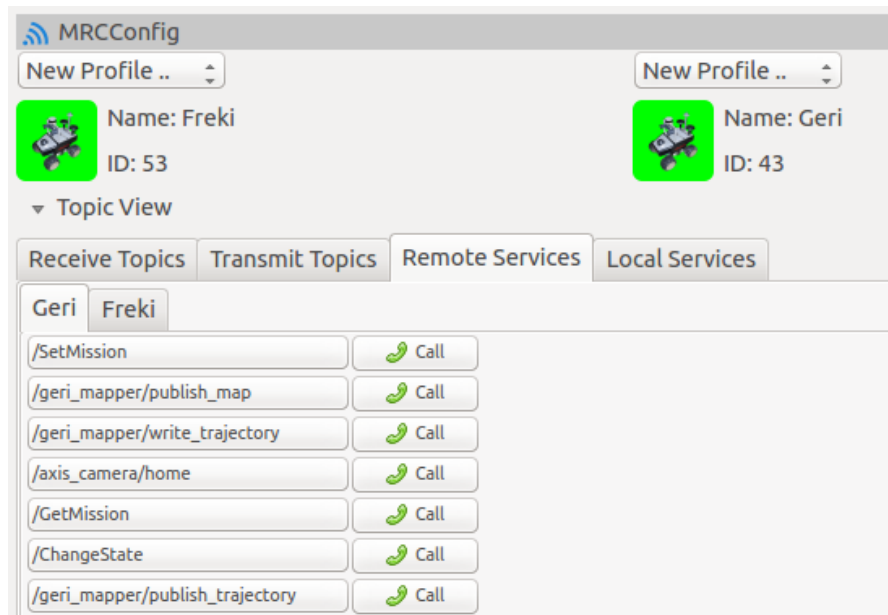 MRCConfig
New Profile .. New Profile ..
Name: Freki Name: Geri
ID: 53 ID: 43
Topic View
Receive Topics Transmit Topics Remote Services Local Services
Geri Freki
/SetMission Call
/geri_mapper/publish_map Call
/geri_mapper/write_trajectory Call
/axis_camera/home Call
/GetMission Call
/ChangeState Call
/geri_mapper/publish_trajectory Call